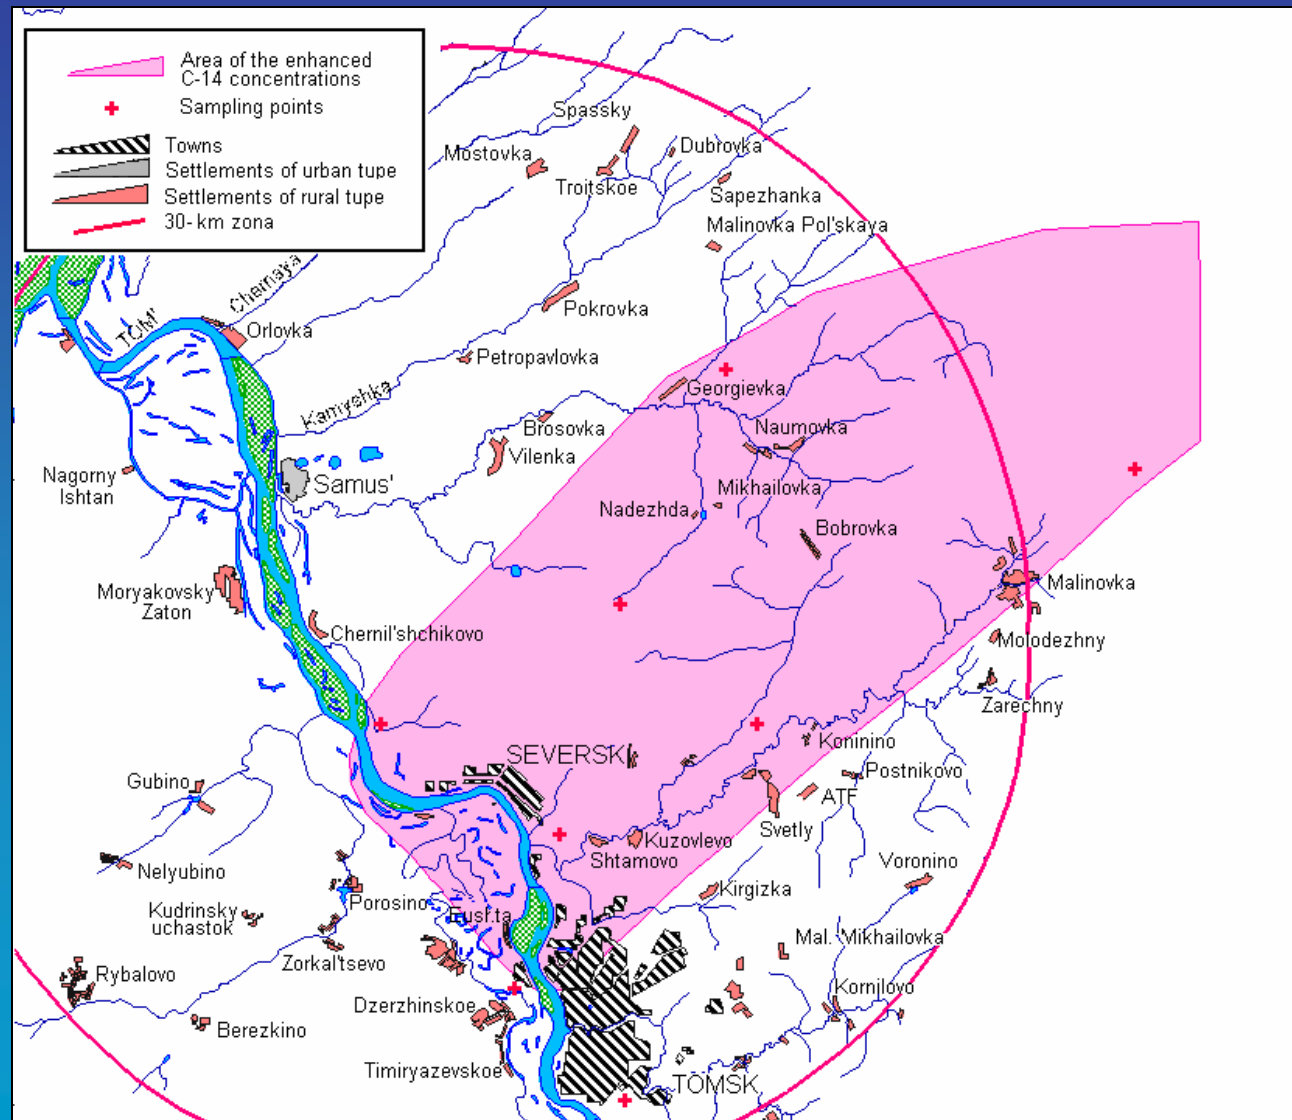 Area of the enhanced
C-14 concentrations
Sampling points
Towns
Settlements of urban tupe
Settlements of rural tupe
30-km zona
Spassky
Mostovka
Dubrovka
Troitskoe
Sapezhanka
Malinovka Pol'skaya
Chernaya
TOM'
Orlovka
Pokrovka
Petropavlovka
Kamyshka
Georgievka
Brosovka
Naumovka
Vilenka
Nagorny
Ishtan
Samus'
Mikhailovka
Nadezhda
Bobrovka
Moryakovsky
Zaton
Malinovka
Chernil'shchikovo
Molodezhny
Zarechny
SEVERSK
Koninino
Gubino
Postnikovo
ATF
Svetly
Kuzovlevo
Shtamovo
Voronino
Nelyubino
Kirgizka
Porosino
Kudrinsky
uchastok
Eusf.ta
Mal. Mikhailovka
Zorkal'tsevo
Rybalovo
Kornilovo
Dzerzhinskoe
Berezkino
Timiryazevskoe
TOMSK